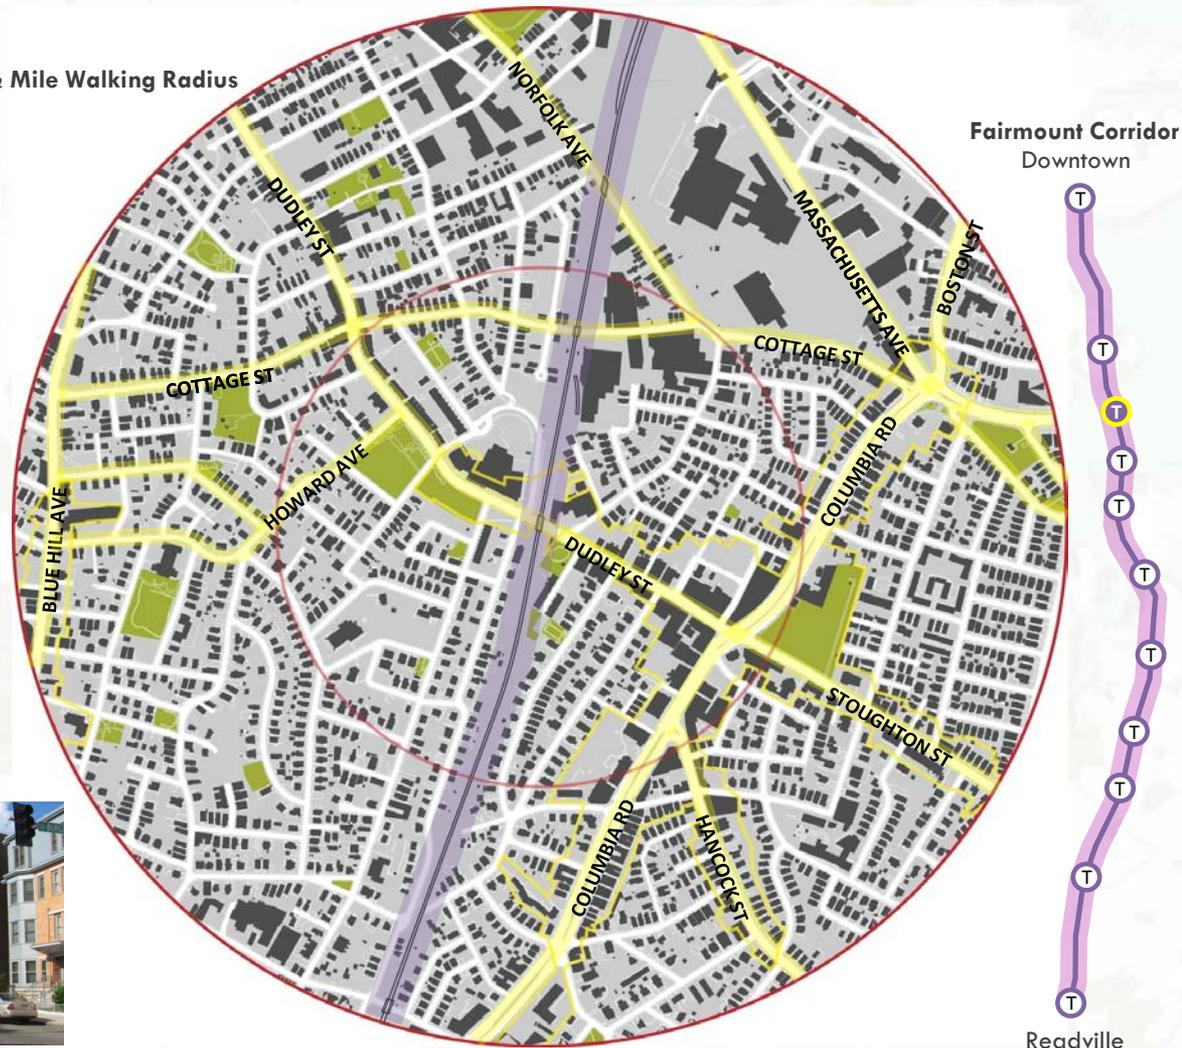 & Mile Walking Radius
Fairmount Corridor
Downtown
NORFOLK AVE
DUDLEY ST
MASSACHUSETTS AVE
BOSTON ST
COTTAGE ST
COTTAGE ST
HOWARD AVE
COLUMBIA RD
BLUE HILL AVE
DUDLEY ST
STOUGHTON ST
COLUMBIA RD
HANCOCK ST
T
T
T
T
T
T
T
T
T
T
T
Readville